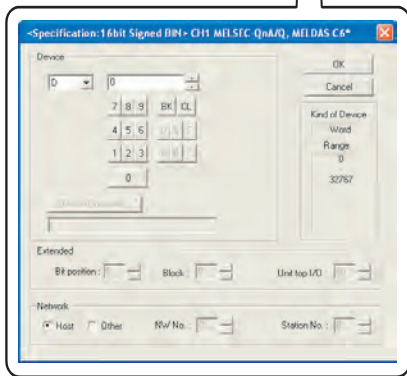 <Specification:16bit Signed BIN> CH1 MELSEC-QnA/Q, MELDAS C6*
Device
D 0
7 8 9 BK CL
4 5 6
1 2 3
0
OK
Cancel
Kind of Device
Word
Range
0
-
32767
Extended
Bit position : Block : Unit top I/O
Network
Host Other NW No. : Station No. :